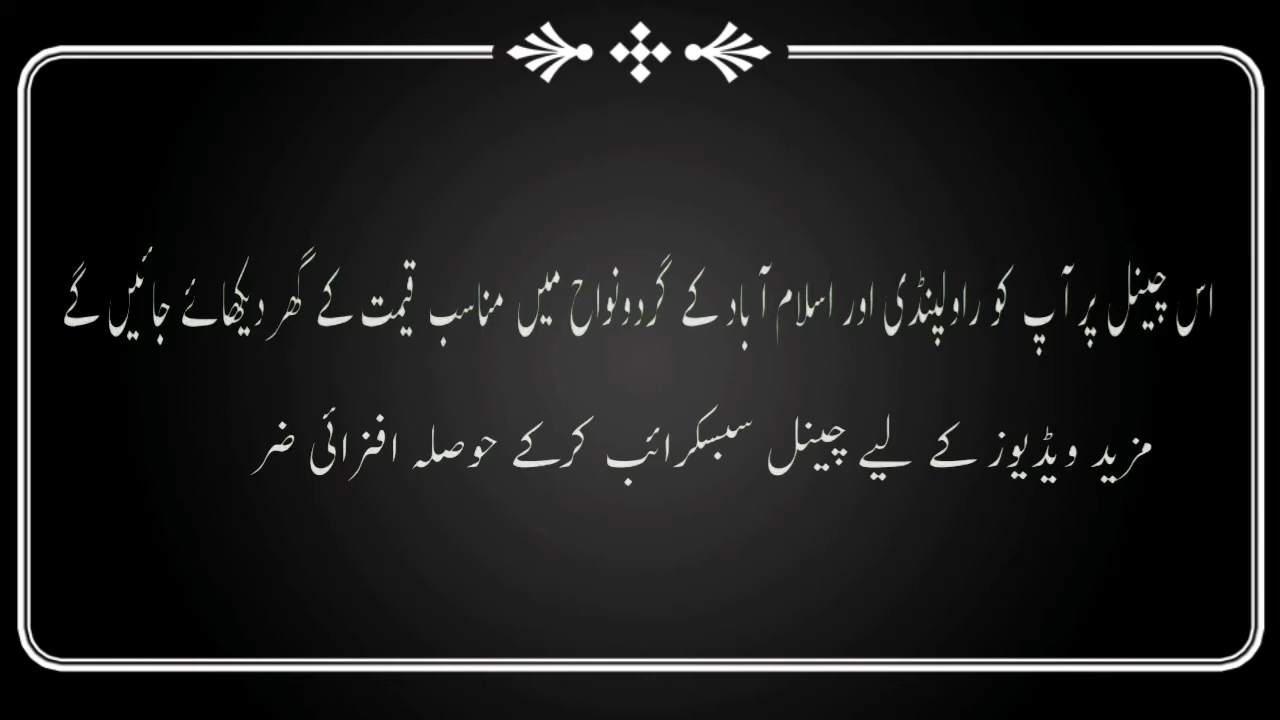 اس چینل پر آپ کو راولپنڈی اور اسلام آباد کے گردونواح میں مناسب قیمت کے گھر دیکھائے جائیں گے
مزید ویڈیوز کے لیے چینل سبسکرائب کرکے حوصلہ افزائی ضر